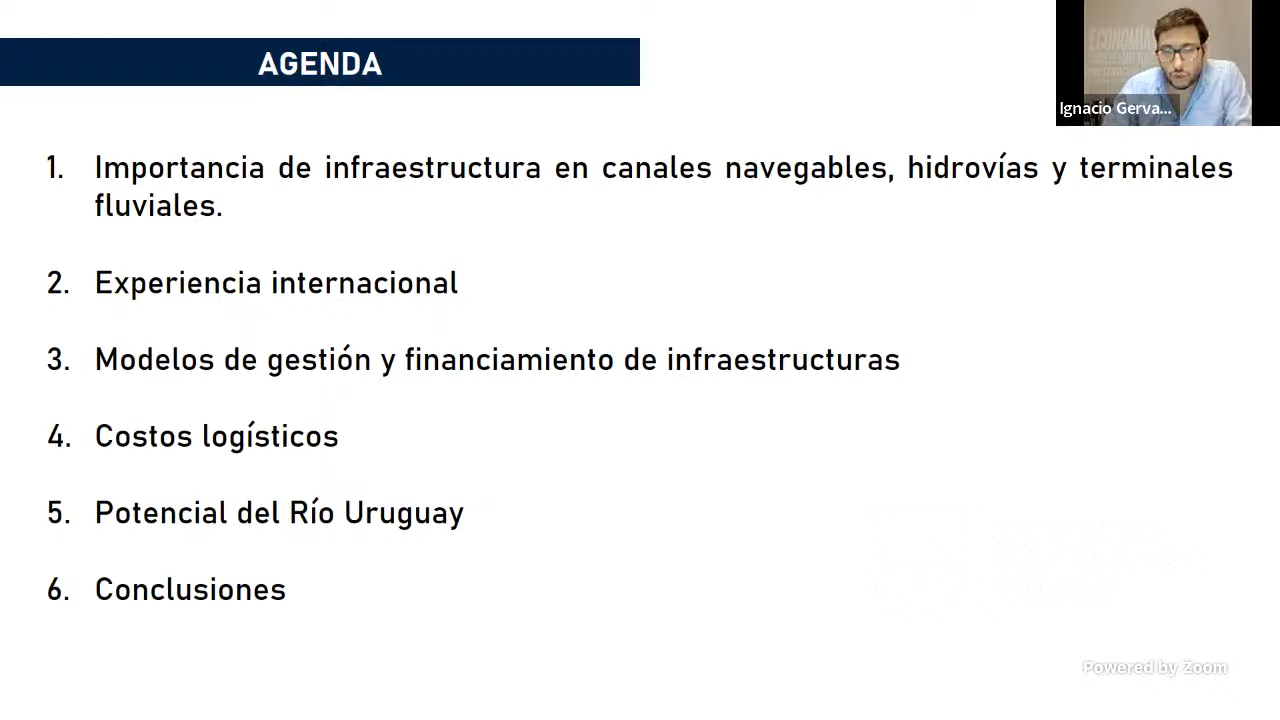 AGENDA
ECONOMÍA
Ignacio Gerva...
1. Importancia de infraestructura en canales navegables, hidrovías y terminales
fluviales.
2. Experiencia internacional
3. Modelos de gestión y financiamiento de infraestructuras
4. Costos logísticos
5. Potencial del Río Uruguay
6. Conclusiones
Powered by Zoom